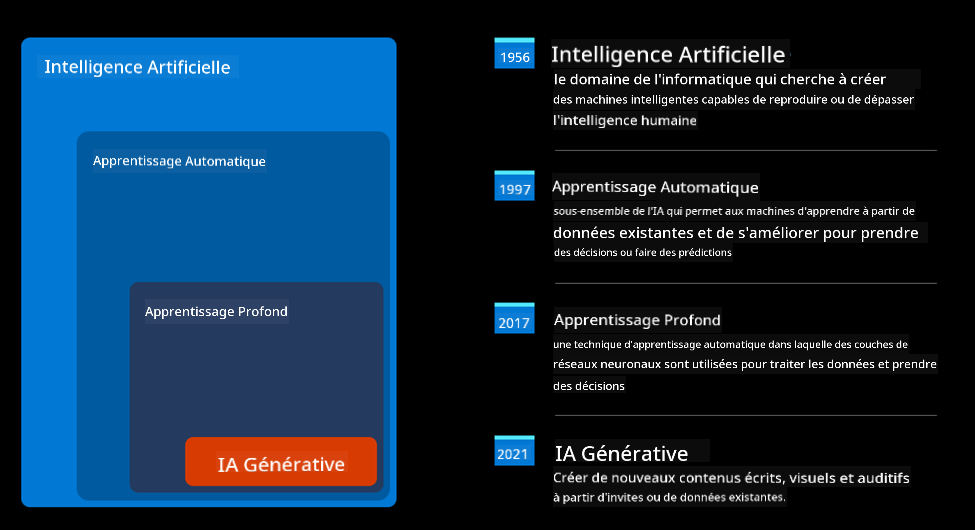 Intelligence Artificielle
Apprentissage Automatique
Apprentissage Profond
IA Générative
1956
Intelligence Artificielle
le domaine de l'informatique qui cherche à créer
des machines intelligentes capables de reproduire ou de dépasser
l'intelligence humaine
1997
Apprentissage Automatique
sous-ensemble de l'IA qui permet aux machines d'apprendre à partir de
données existantes et de s'améliorer pour prendre
des décisions ou faire des prédictions
2017
Apprentissage Profond
une technique d'apprentissage automatique dans laquelle des couches de
réseaux neuronaux sont utilisées pour traiter les données et prendre
des décisions
2021
IA Générative
Créer de nouveaux contenus écrits, visuels et auditifs
à partir d'invites ou de données existantes.